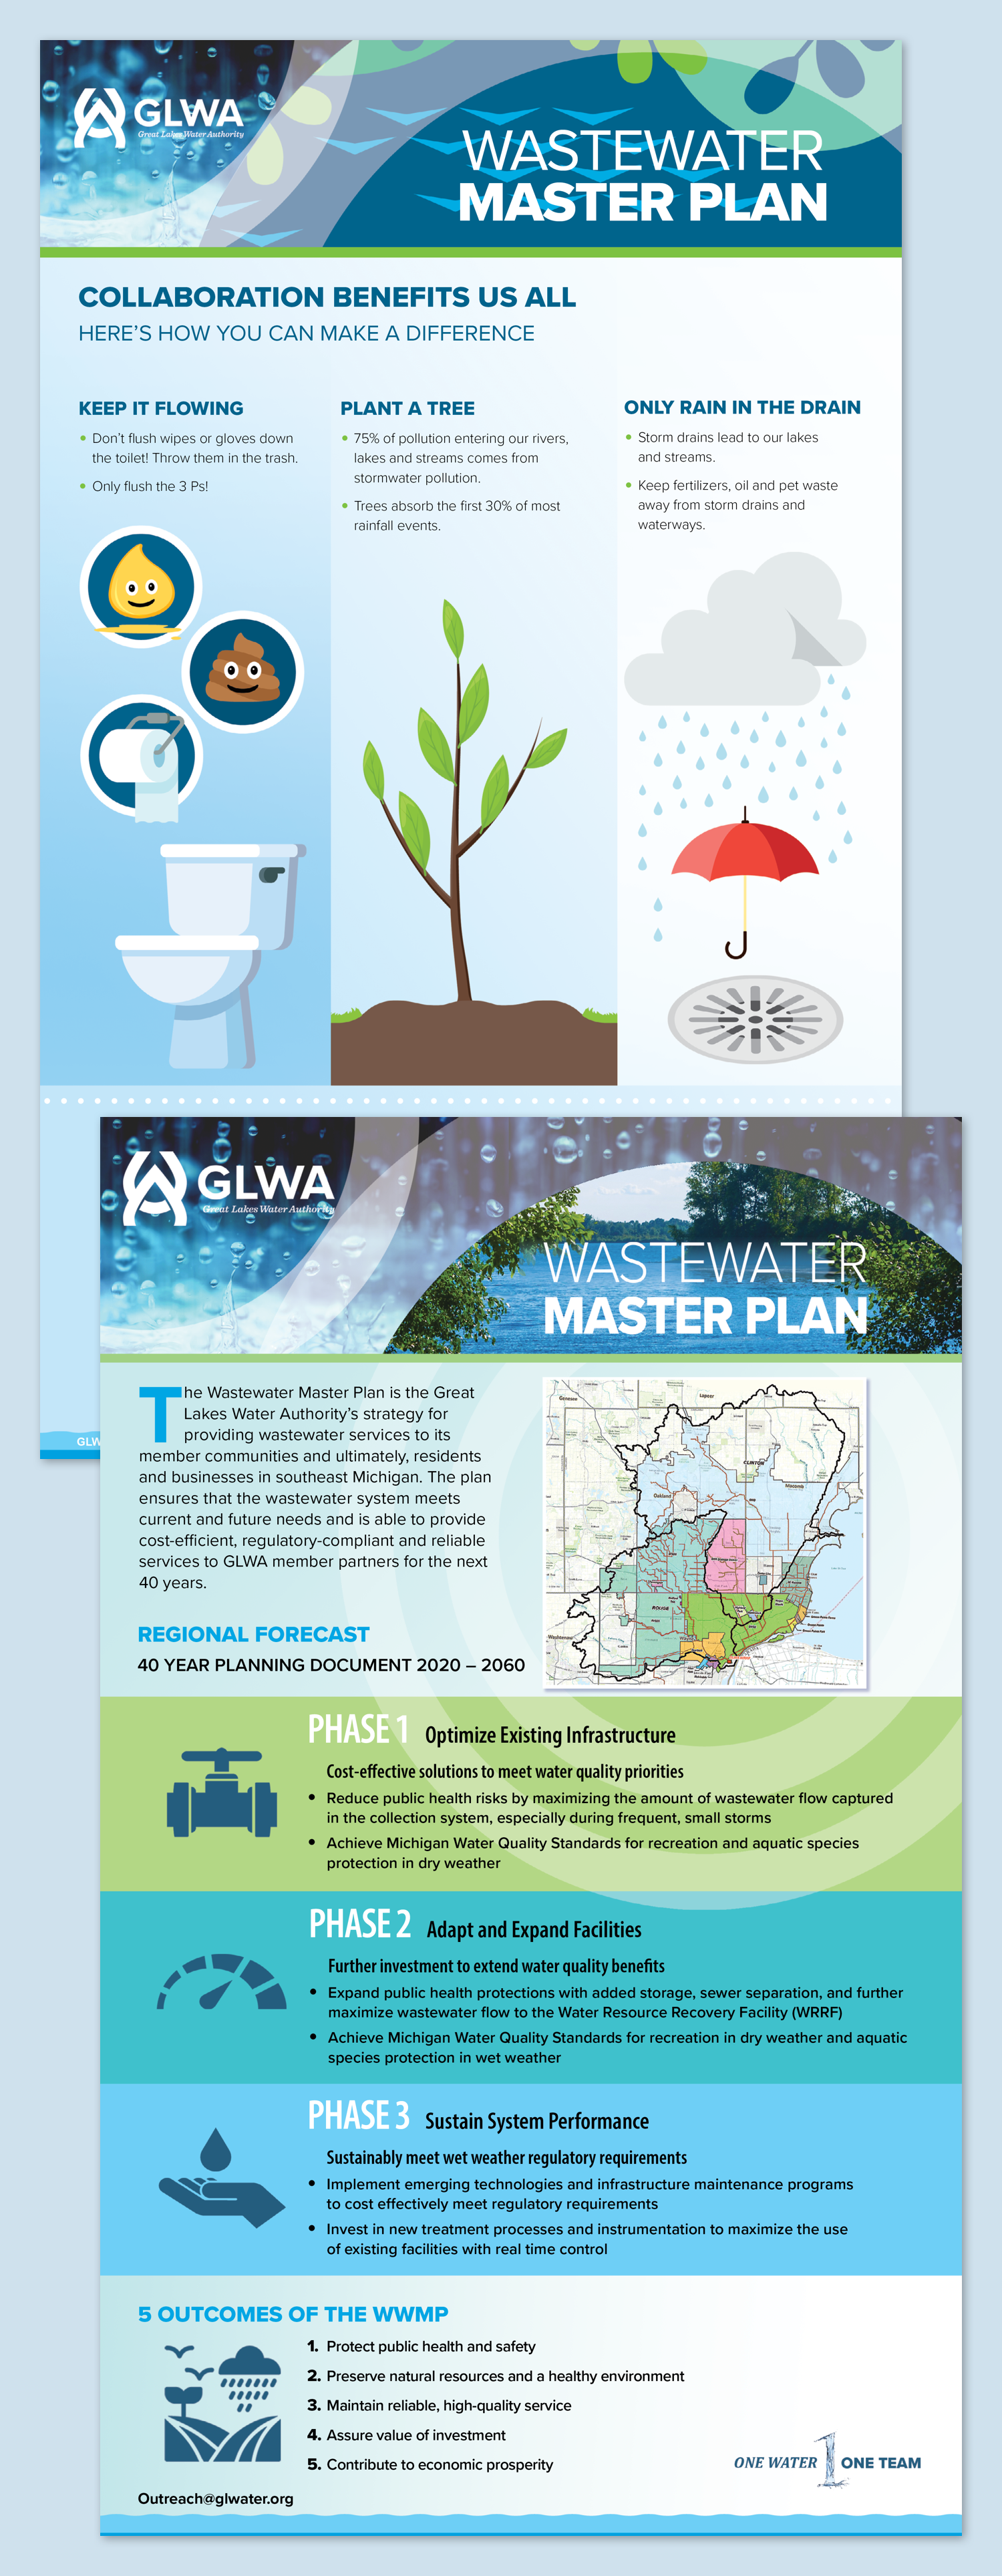 GLWA
Great Lakes Water Authority
WASTEWATER
MASTER PLAN
COLLABORATION BENEFITS US ALL
HERE'S HOW YOU CAN MAKE A DIFFERENCE
KEEP IT FLOWING
• Don't flush wipes or gloves down
the toilet! Throw them in the trash.
• Only flush the 3 Ps!
PLANT A TREE
• 75% of pollution entering our rivers,
lakes and streams comes from
stormwater pollution.
• Trees absorb the first 30% of most
rainfall events.
ONLY RAIN IN THE DRAIN
• Storm drains lead to our lakes
and streams.
• Keep fertilizers, oil and pet waste
away from storm drains and
waterways.
GLW
GLWA
Great Lakes Water Authority
WASTEWATER
MASTER PLAN
The Wastewater Master Plan is the Great
Lakes Water Authority's strategy for
providing wastewater services to its
member communities and ultimately, residents
and businesses in southeast Michigan. The plan
ensures that the wastewater system meets
current and future needs and is able to provide
cost-efficient, regulatory-compliant and reliable
services to GLWA member partners for the next
40 years.
Genesee
Lapeer
CLINTON
Macomb
Oakland
ROUGE
Washtenaw
REGIONAL FORECAST
40 YEAR PLANNING DOCUMENT 2020 – 2060
PHASE 1 Optimize Existing Infrastructure
Cost-effective solutions to meet water quality priorities
• Reduce public health risks by maximizing the amount of wastewater flow captured
in the collection system, especially during frequent, small storms
• Achieve Michigan Water Quality Standards for recreation and aquatic species
protection in dry weather
PHASE 2 Adapt and Expand Facilities
Further investment to extend water quality benefits
• Expand public health protections with added storage, sewer separation, and further
maximize wastewater flow to the Water Resource Recovery Facility (WRRF)
• Achieve Michigan Water Quality Standards for recreation in dry weather and aquatic
species protection in wet weather
PHASE 3 Sustain System Performance
Sustainably meet wet weather regulatory requirements
• Implement emerging technologies and infrastructure maintenance programs
to cost effectively meet regulatory requirements
• Invest in new treatment processes and instrumentation to maximize the use
of existing facilities with real time control
5 OUTCOMES OF THE WWMP
1. Protect public health and safety
2. Preserve natural resources and a healthy environment
3. Maintain reliable, high-quality service
4. Assure value of investment
5. Contribute to economic prosperity
ONE WATER 1 ONE TEAM
Outreach@glwater.org